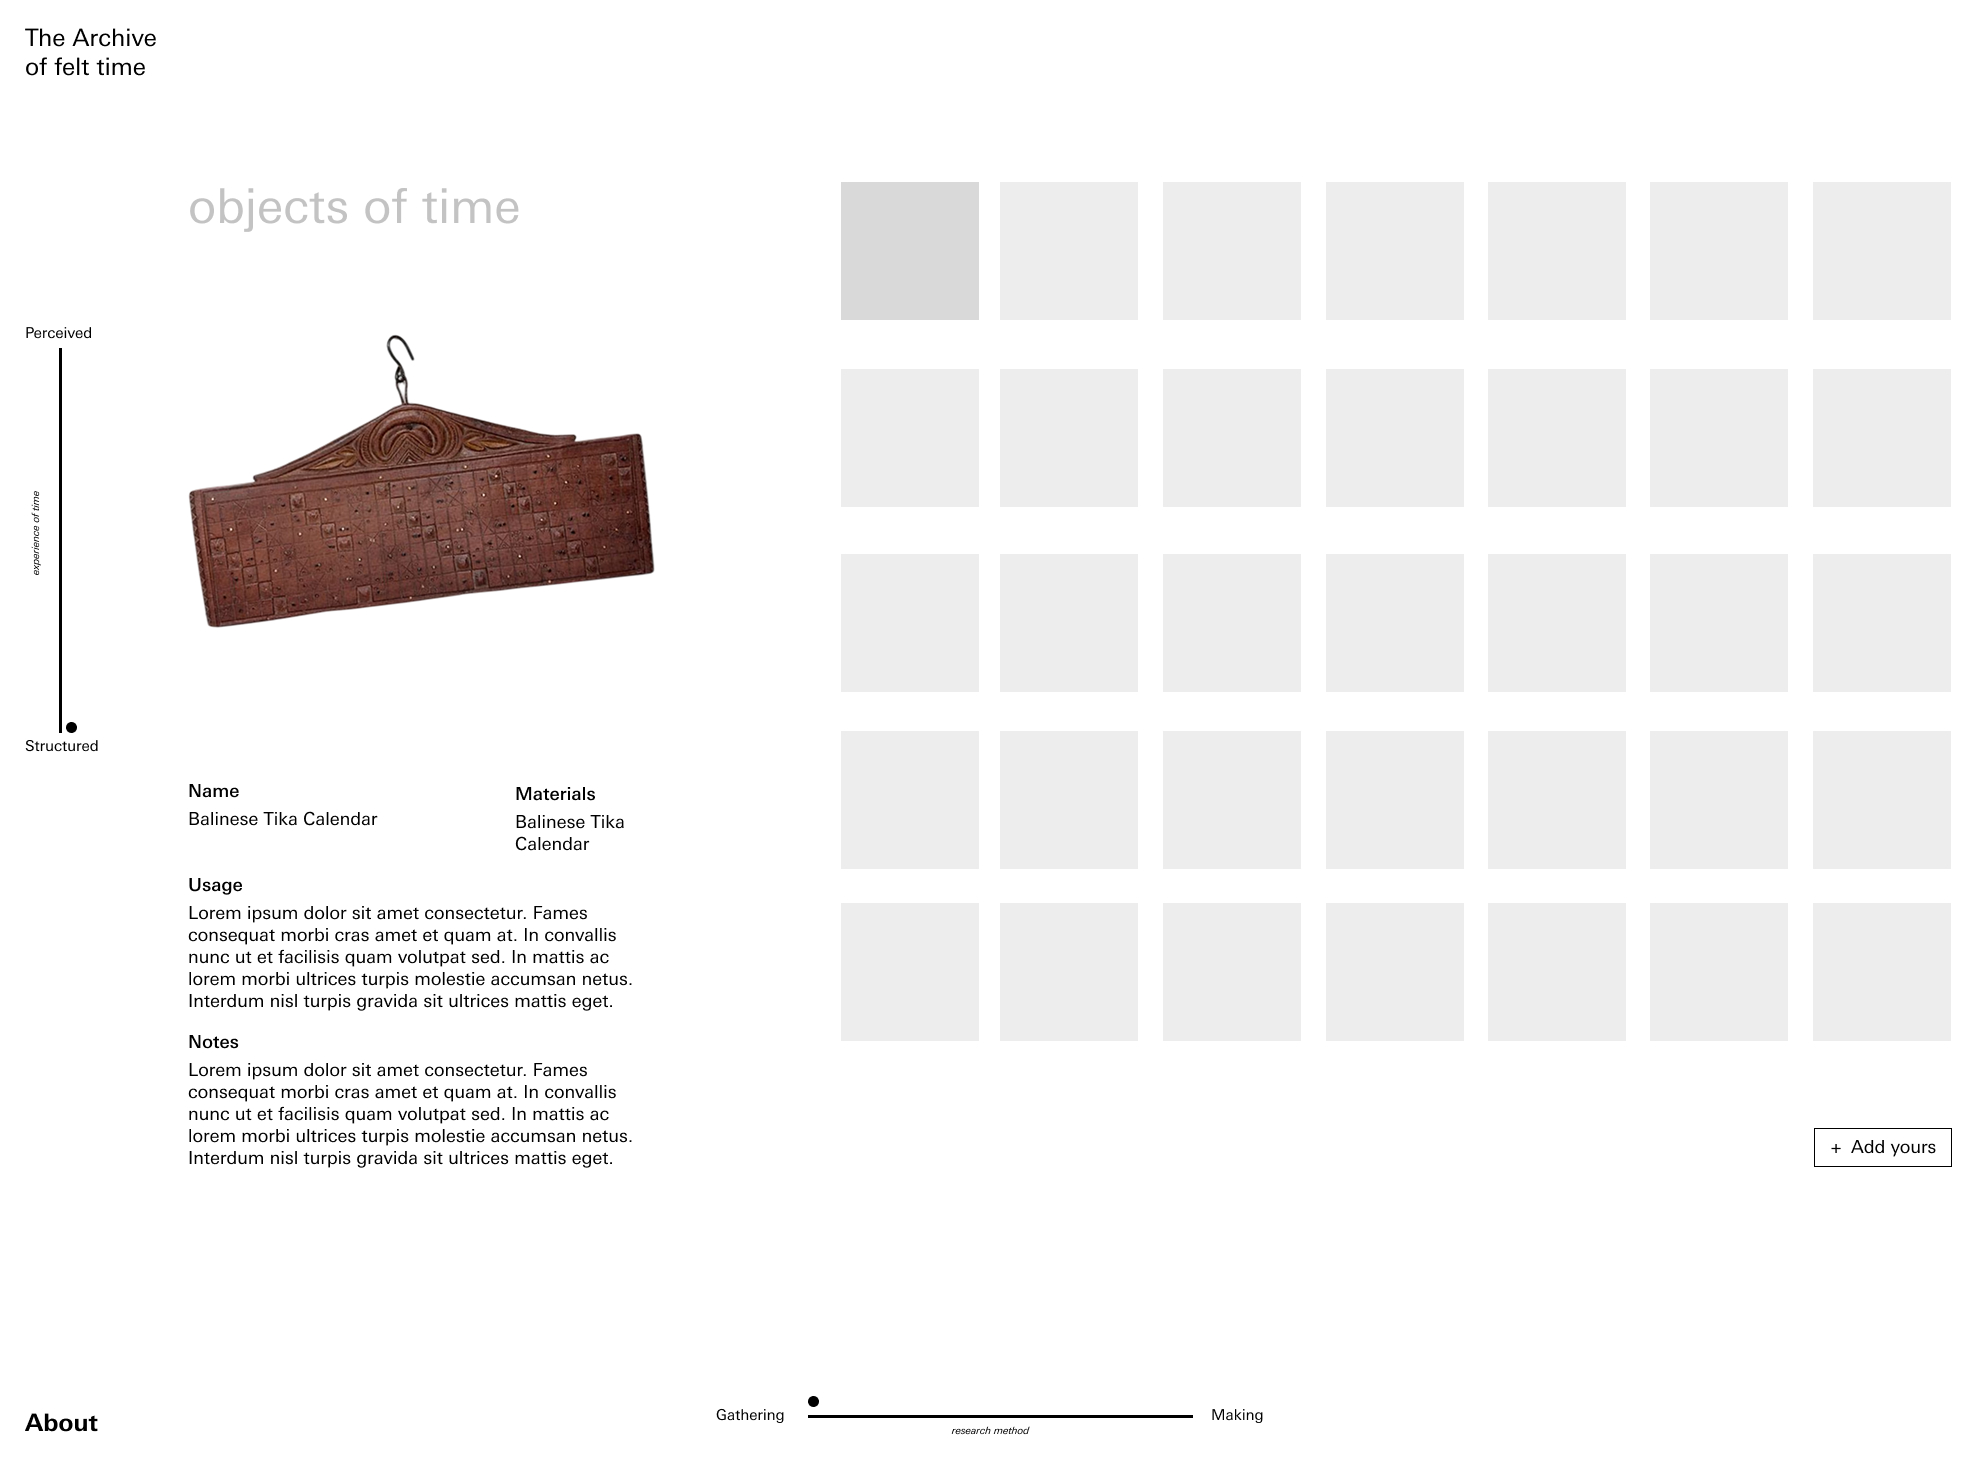 The Archive
of felt time
objects of time
Perceived
experience of time
Structured
Name
Balinese Tika Calendar
Materials
Balinese Tika
Calendar
Usage
Lorem ipsum dolor sit amet consectetur. Fames
consequat morbi cras amet et quam at. In convallis
nunc ut et facilisis quam volutpat sed. In mattis ac
lorem morbi ultrices turpis molestie accumsan netus.
Interdum nisl turpis gravida sit ultrices mattis eget.
Notes
Lorem ipsum dolor sit amet consectetur. Fames
consequat morbi cras amet et quam at. In convallis
nunc ut et facilisis quam volutpat sed. In mattis ac
lorem morbi ultrices turpis molestie accumsan netus.
Interdum nisl turpis gravida sit ultrices mattis eget.
+ Add yours
About
Gathering
research method
Making